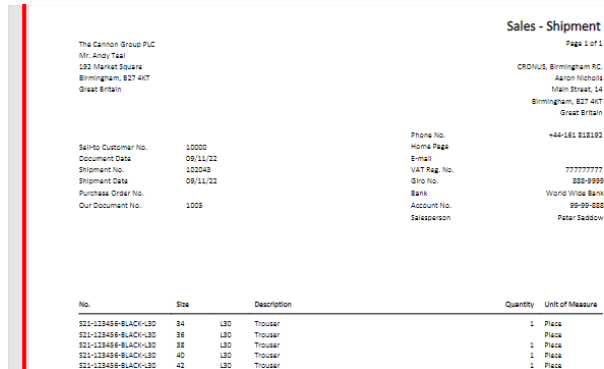 Sales - Shipment
Page 1 of 1
The Cannon Group PLC
Mr. Andy Teal
192 Market Square
Birmingham, B27 4KT
Great Britain
CRONUS, Birmingham RC.
Aaron Nicholls
Main Street, 14
Birmingham, B27 4KT
Great Britain
Phone No. +44-161 818192
Home Page
E-mail
VAT Reg. No. 777777777
Giro No. 888-9999
Bank World Wide Bank
Account No. 99-99-888
Salesperson Peter Saddow
Sell-to Customer No. 10000
Document Date 09/11/22
Shipment No. 102043
Shipment Date 09/11/22
Purchase Order No.
Our Document No. 1005
No. Size Description Quantity Unit of Measure
S21-123456-BLACK-L30 34 L30 Trouser 1 Piece
S21-123456-BLACK-L30 36 L30 Trouser Piece
S21-123456-BLACK-L30 38 L30 Trouser 1 Piece
S21-123456-BLACK-L30 40 L30 Trouser 1 Piece
S21-123456-BLACK-L30 42 L30 Trouser 1 Piece